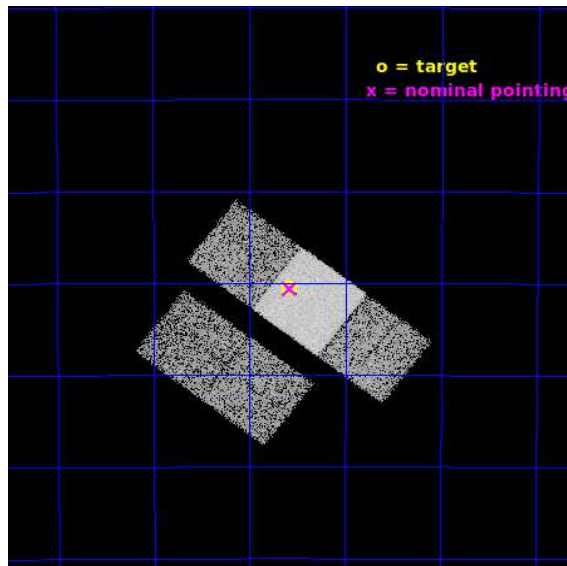 o = target
x = nominal pointing